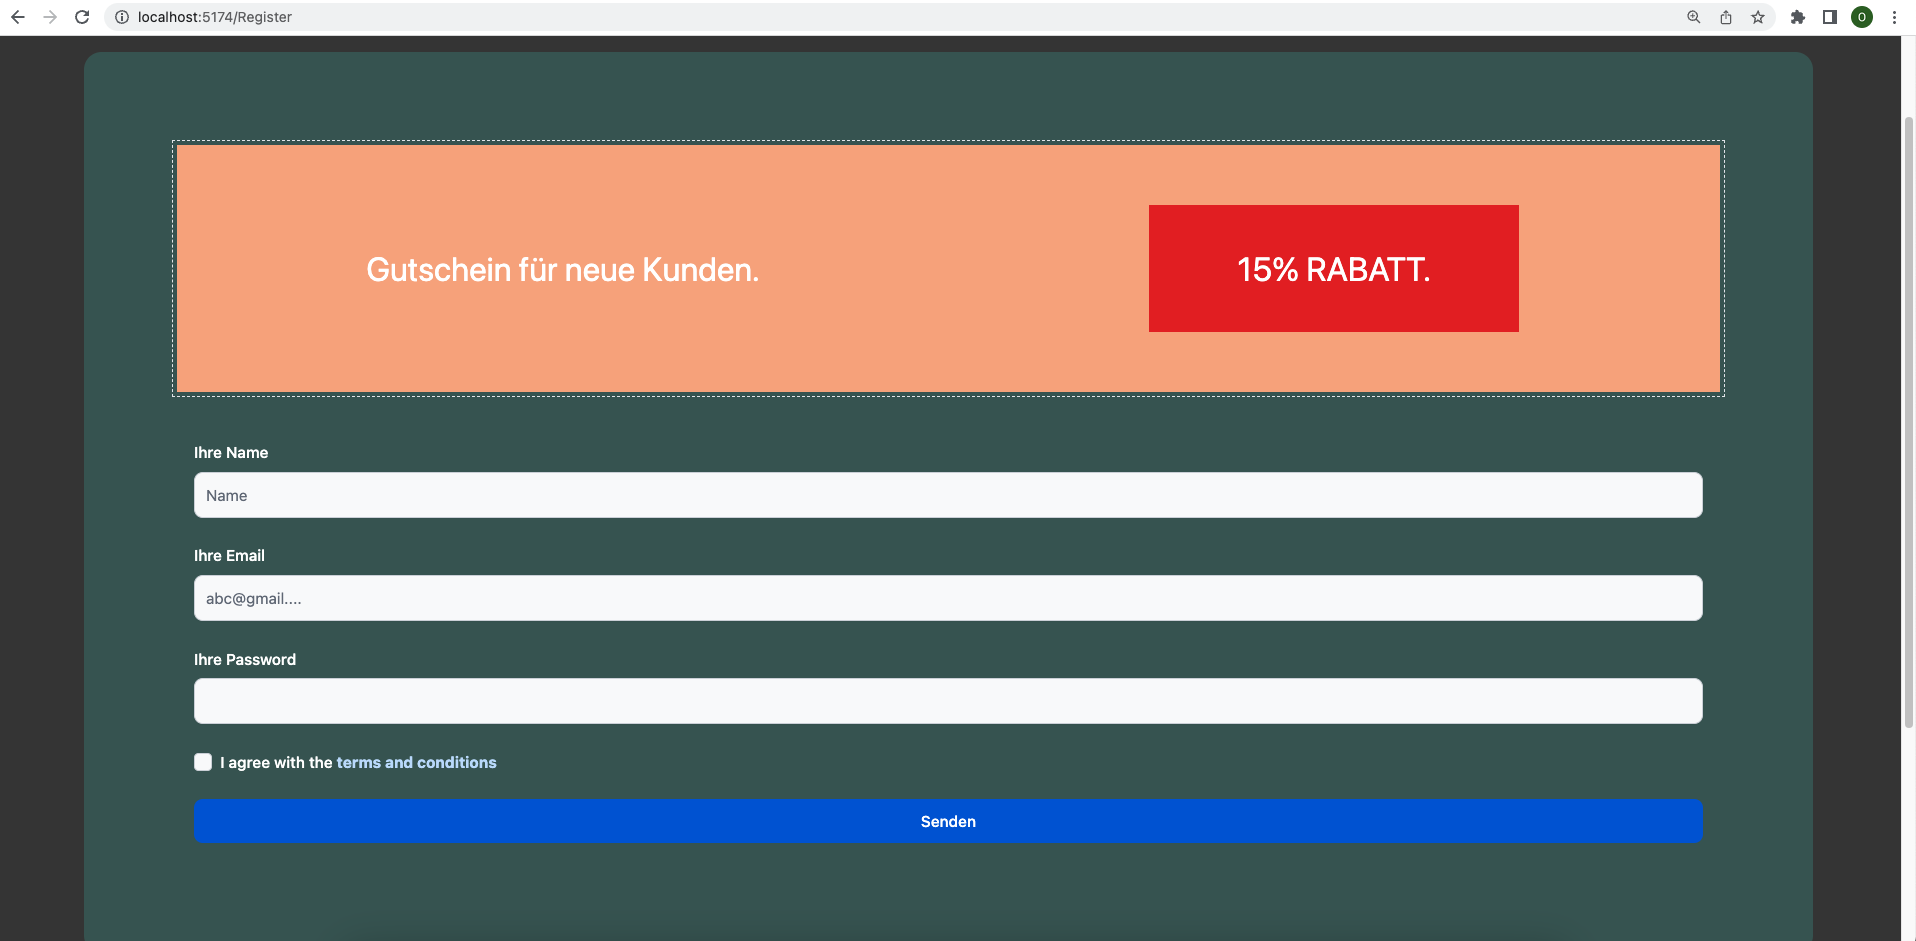 localhost:5174/Register
O
Gutschein für neue Kunden.
15% RABATT.
Ihre Name
Name
Ihre Email
abc@gmail....
Ihre Password
I agree with the terms and conditions
Senden